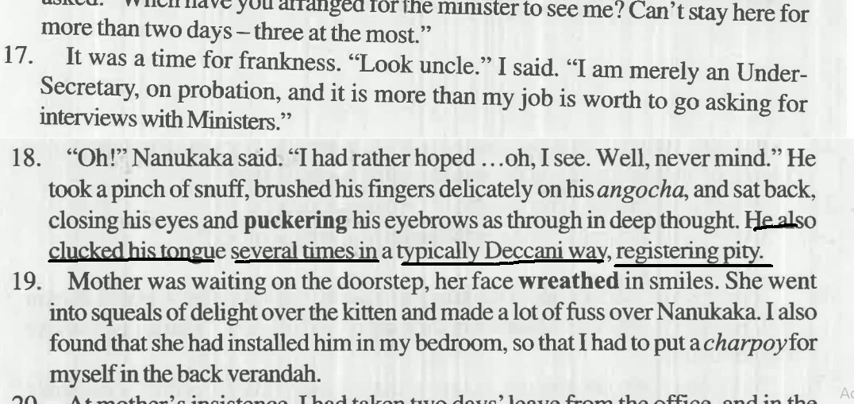 asked. "When have you arranged for the minister to see me? Can't stay here for
more than two days – three at the most."
17. It was a time for frankness. "Look uncle." I said. "I am merely an Under-
Secretary, on probation, and it is more than my job is worth to go asking for
interviews with Ministers."
18. "Oh!" Nanukaka said. "I had rather hoped …oh, I see. Well, never mind." He
took a pinch of snuff, brushed his fingers delicately on his angocha, and sat back,
closing his eyes and puckering his eyebrows as through in deep thought. He also
clucked his tongue several times in a typically Deccani way, registering pity.
19. Mother was waiting on the doorstep, her face wreathed in smiles. She went
into squeals of delight over the kitten and made a lot of fuss over Nanukaka. I also
found that she had installed him in my bedroom, so that I had to put a charpoy for
myself in the back verandah.
20. At mother's insistence, I had taken two days' leave from the office, and in the